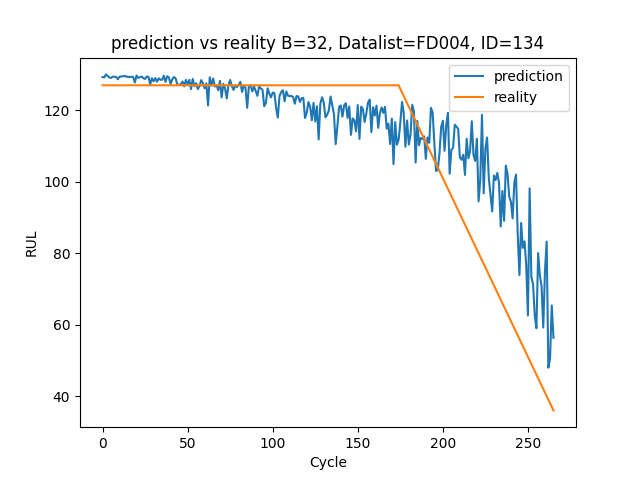 prediction vs reality B=32, Datalist=FD004, ID=134
prediction
reality
120
100
80
60
40
RUL
0 50 100 150 200 250
Cycle